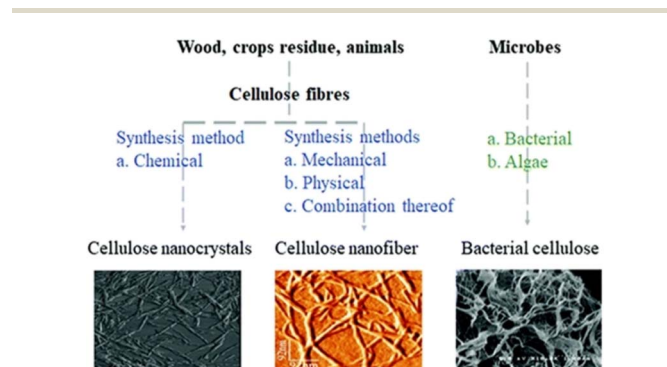 Wood, crops residue, animals
Microbes
Cellulose fibres
Synthesis method
a. Chemical
Synthesis methods
a. Mechanical
b. Physical
c. Combination thereof
a. Bacterial
b. Algae
Cellulose nanocrystals
Cellulose nanofiber
Bacterial cellulose